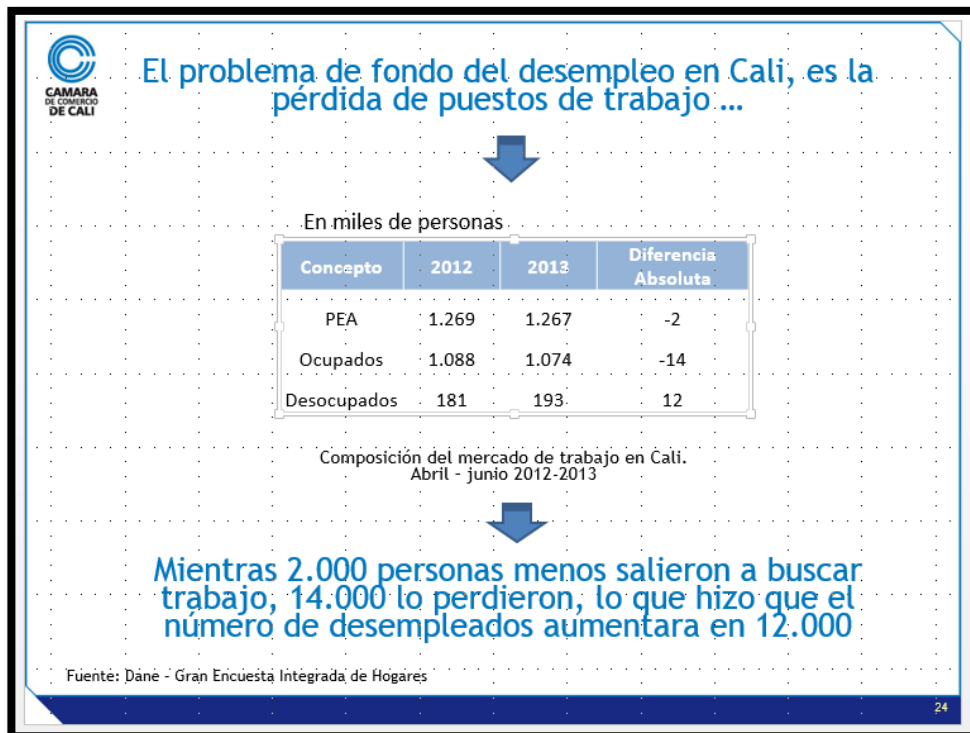 CAMARA
DE COMERCIO
DE CALI
El problema de fondo del desempleo en Cali, es la
pérdida de puestos de trabajo ...
En miles de personas
Concepto 2012 2013 Diferencia Absoluta
PEA 1.269 1.267 -2
Ocupados 1.088 1.074 -14
Desocupados 181 193 12
Composición del mercado de trabajo en Cali.
Abril - junio 2012-2013
Mientras 2.000 personas menos salieron a buscar
trabajo, 14.000 lo perdieron, lo que hizo que el
número de desempleados aumentara en 12.000
Fuente: Dane - Gran Encuesta Integrada de Hogares
24